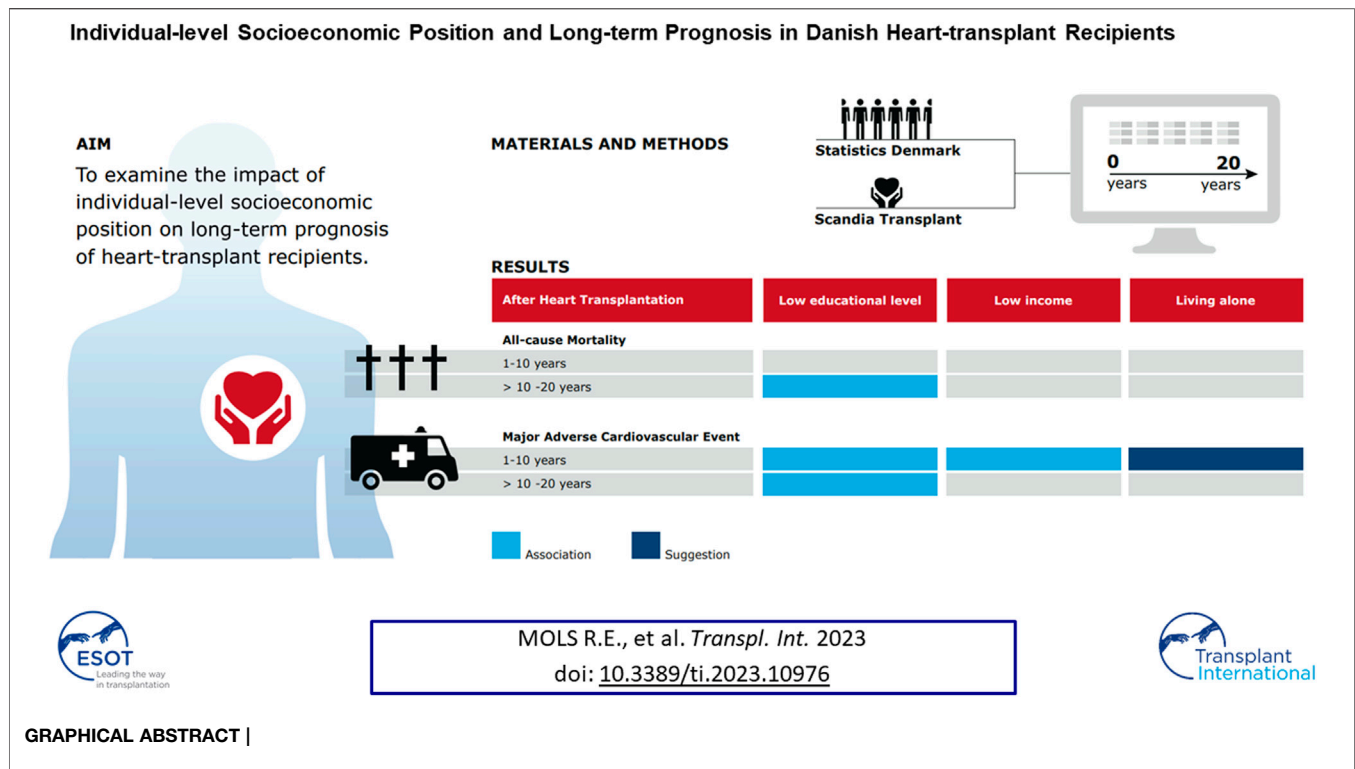 Individual-level Socioeconomic Position and Long-term Prognosis in Danish Heart-transplant Recipients
AIM
To examine the impact of
individual-level socioeconomic
position on long-term prognosis
of heart-transplant recipients.
MATERIALS AND METHODS
Statistics Denmark
Scandia Transplant
0 20
years years
RESULTS
After Heart Transplantation Low educational level Low income Living alone
All-cause Mortality
1-10 years
> 10 -20 years
Major Adverse Cardiovascular Event
1-10 years
> 10 -20 years
Association Suggestion
ESOT
Leading the way
in transplantation
MOLS R.E., et al. Transpl. Int. 2023
doi: 10.3389/ti.2023.10976
Transplant
International
GRAPHICAL ABSTRACT |